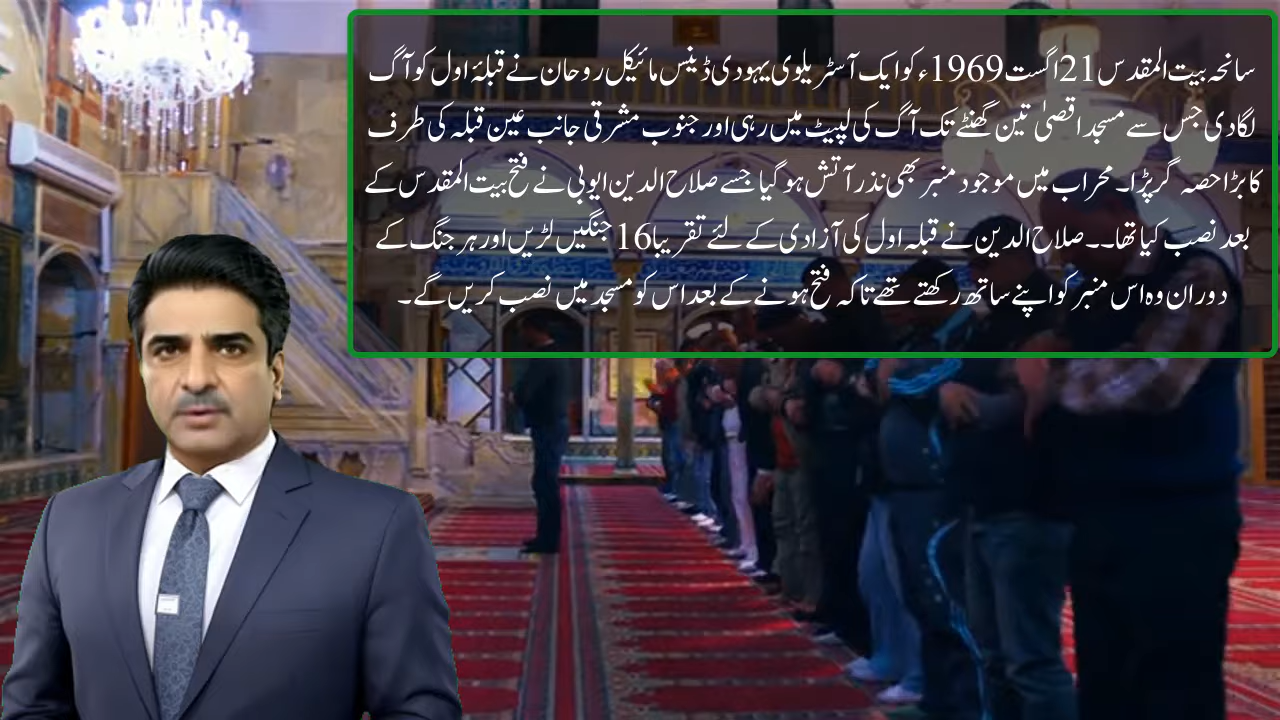 سانحہ بیت المقدس 21 اگست 1969ء کو ایک آسٹریلوی یہودی ڈینس مائیکل روحان نے قبلۂ اول کو آگ
لگا دی جس سے مسجد اقصیٰ تین گھنٹے تک آگ کی لپیٹ میں رہی اور جنوب مشرقی جانب عین قبلہ کی طرف
کا بڑا حصہ گر پڑا۔ محراب میں موجود منبر بھی نذر آتش ہو گیا جسے صلاح الدین ایوبی نے فتح بیت المقدس کے
بعد نصب کیا تھا۔۔ صلاح الدین نے قبلہ اول کی آزادی کے لئے تقریبا 16 جنگیں لڑیں اور ہر جنگ کے
دوران وہ اس منبر کو اپنے ساتھ رکھتے تھے تا کہ فتح ہونے کے بعد اس کو مسجد میں نصب کریں گے۔